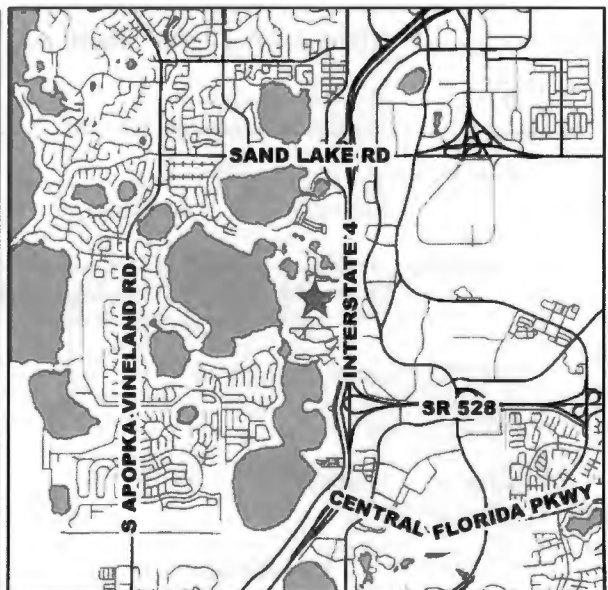 SAND LAKE RD
INTERSTATE 4
S APOPKA VINELAND RD
SR 528
CENTRAL FLORIDA PKWY